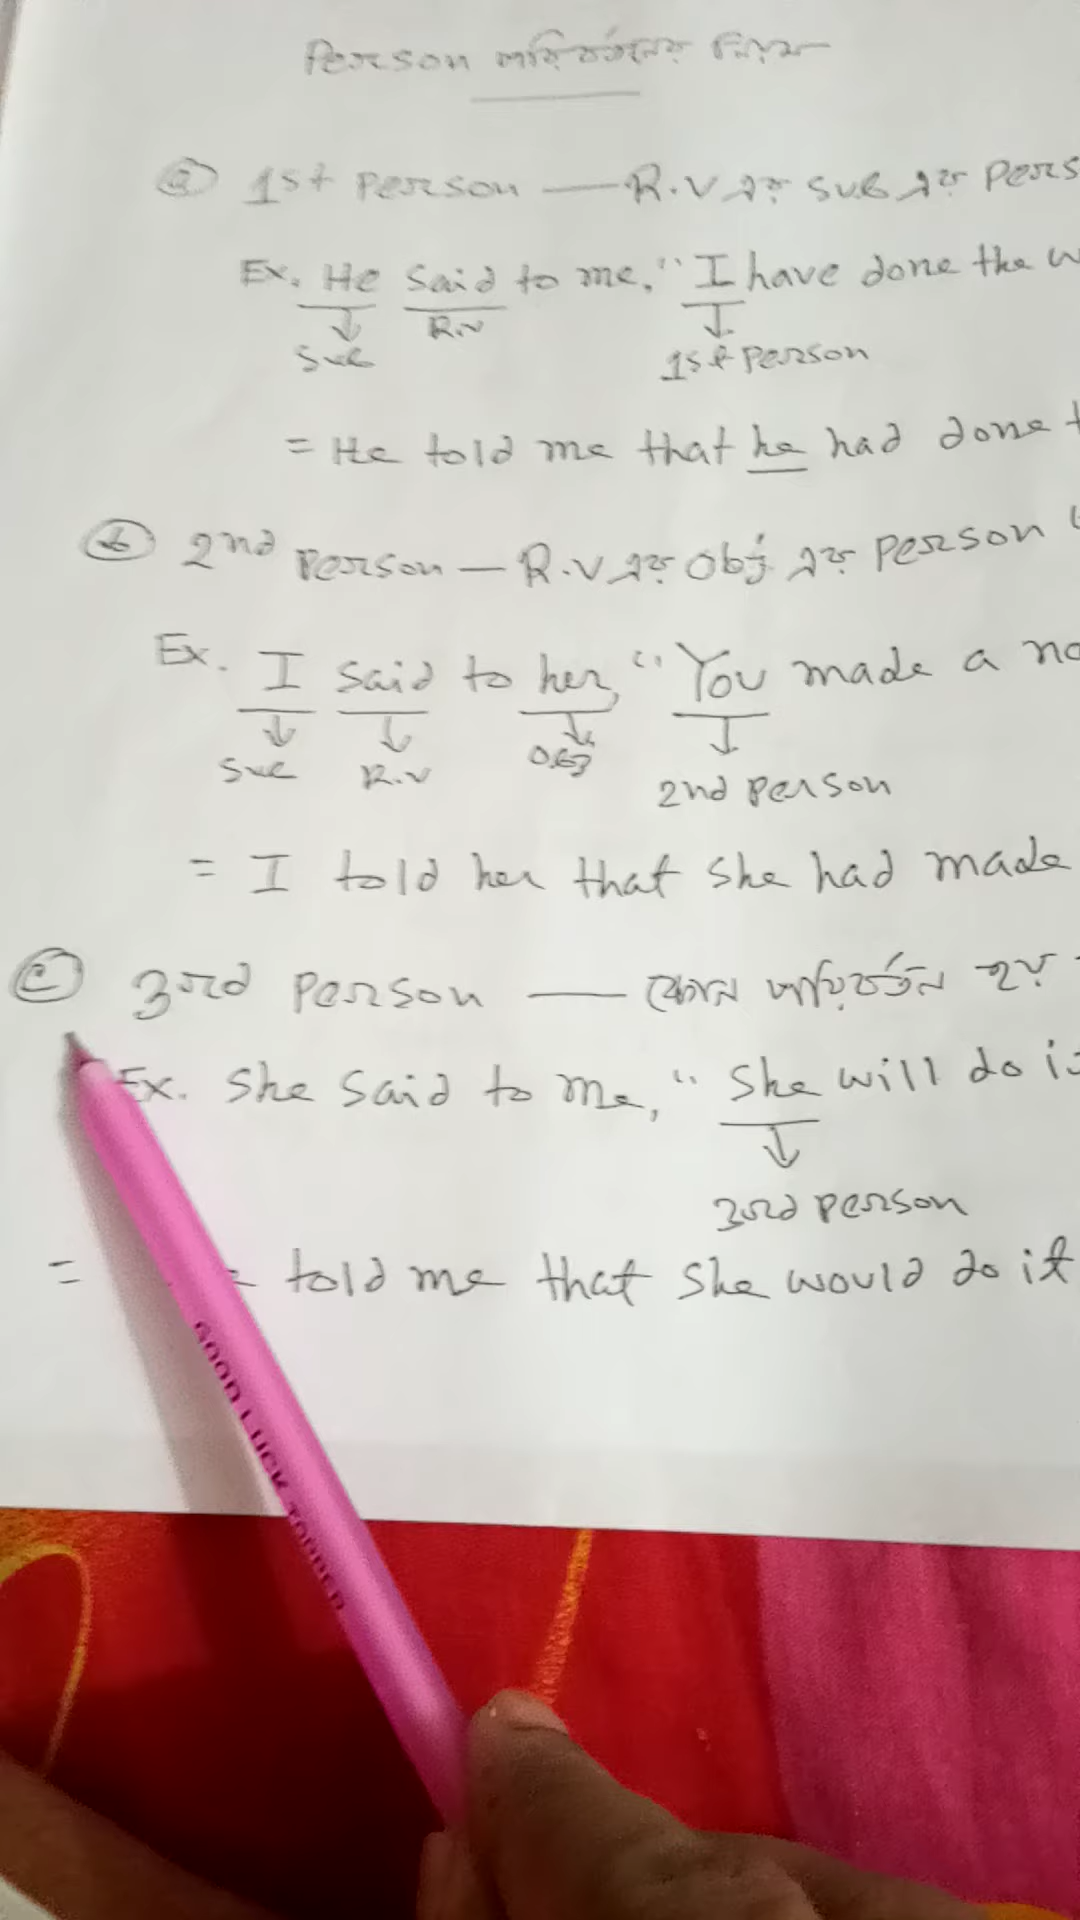 Person পরিবর্তনের নিয়ম
ⓐ 1st person — R.V এর sub এর Pers
Ex. He said to me, "I have done the w
Sub R.V 1st person
= He told me that he had done t
ⓑ 2nd person — R.V এর obj এর person
Ex. I said to her, "You made a no
Sub R.V obj 2nd person
= I told her that she had made
ⓒ 3rd person — কোন পরিবর্তন হয়
Ex. She said to me, "She will do it
3rd person
= told me that she would do it
GOOD LUCK